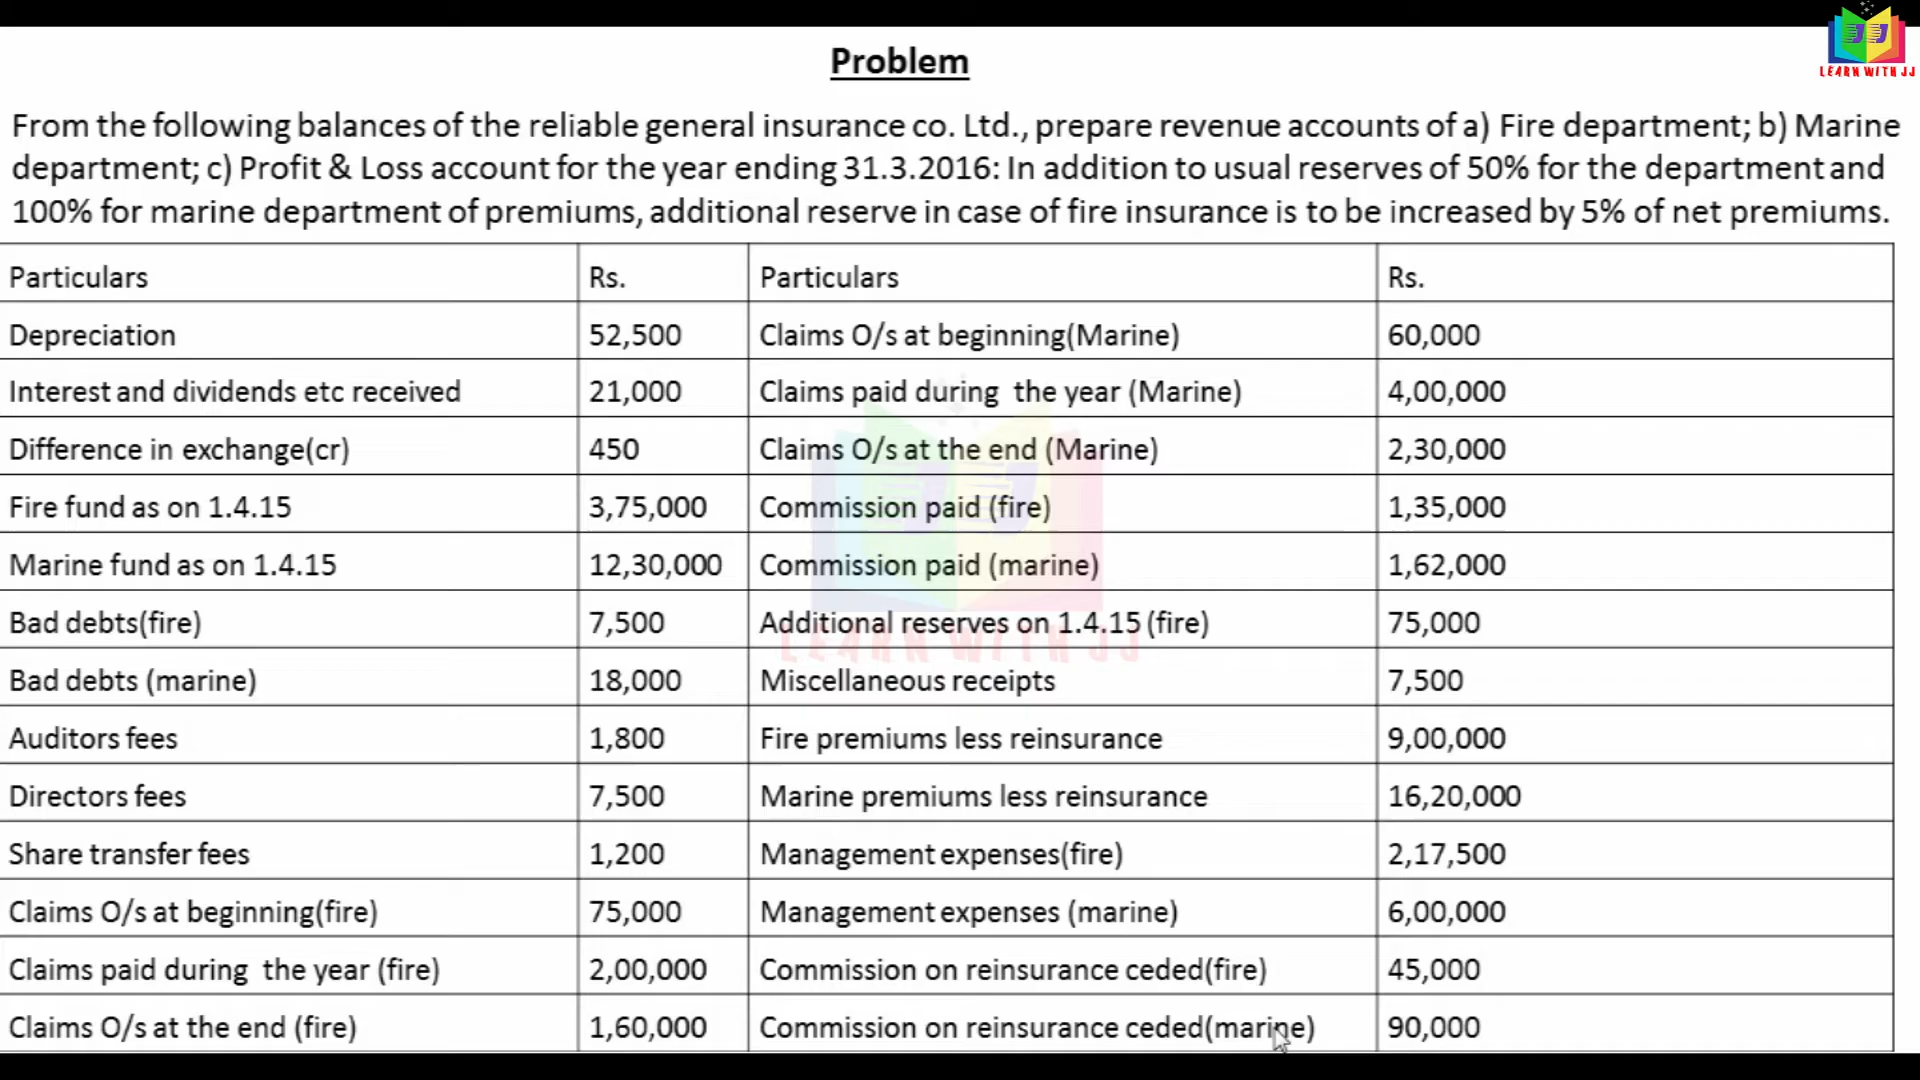 LEARN WITH JJ
Problem
From the following balances of the reliable general insurance co. Ltd., prepare revenue accounts of a) Fire department; b) Marine
department; c) Profit & Loss account for the year ending 31.3.2016: In addition to usual reserves of 50% for the department and
100% for marine department of premiums, additional reserve in case of fire insurance is to be increased by 5% of net premiums.
Particulars Rs. Particulars Rs.
Depreciation 52,500 Claims O/s at beginning(Marine) 60,000
Interest and dividends etc received 21,000 Claims paid during the year (Marine) 4,00,000
Difference in exchange(cr) 450 Claims O/s at the end (Marine) 2,30,000
Fire fund as on 1.4.15 3,75,000 Commission paid (fire) 1,35,000
Marine fund as on 1.4.15 12,30,000 Commission paid (marine) 1,62,000
Bad debts(fire) 7,500 Additional reserves on 1.4.15 (fire) 75,000
LEARN WITH JJ
Bad debts (marine) 18,000 Miscellaneous receipts 7,500
Auditors fees 1,800 Fire premiums less reinsurance 9,00,000
Directors fees 7,500 Marine premiums less reinsurance 16,20,000
Share transfer fees 1,200 Management expenses(fire) 2,17,500
Claims O/s at beginning(fire) 75,000 Management expenses (marine) 6,00,000
Claims paid during the year (fire) 2,00,000 Commission on reinsurance ceded(fire) 45,000
Claims O/s at the end (fire) 1,60,000 Commission on reinsurance ceded(marine) 90,000